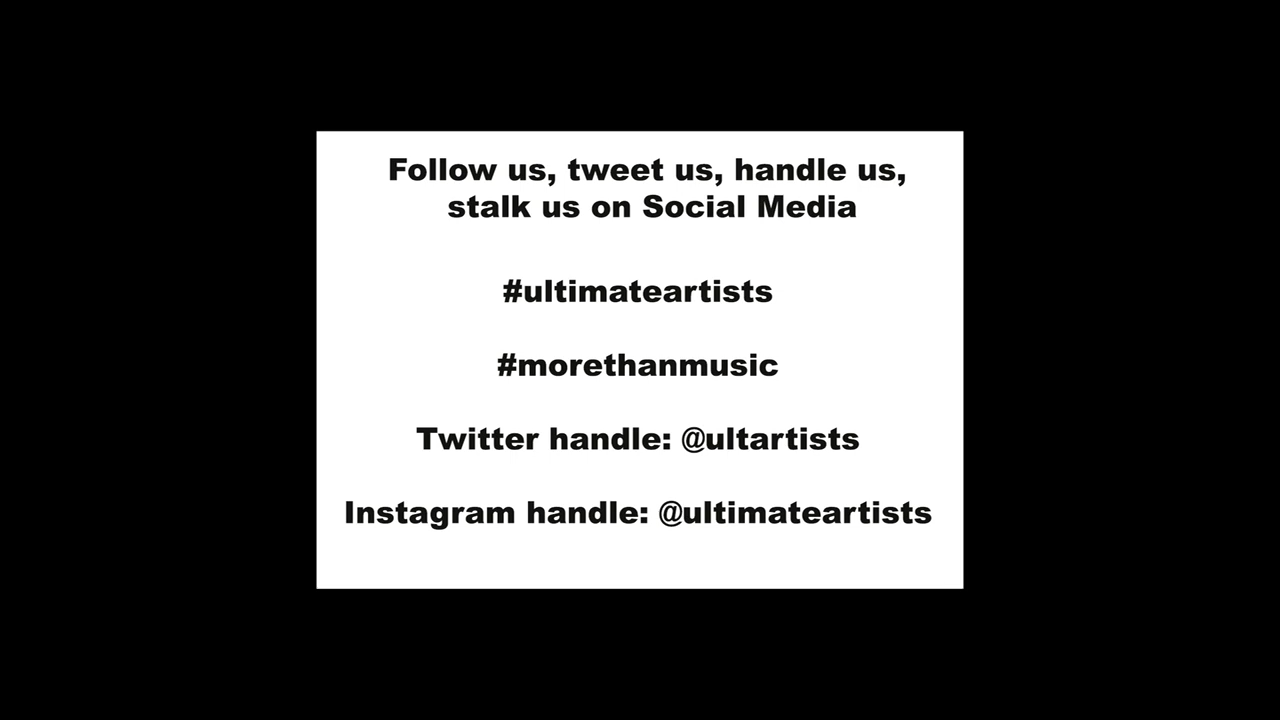 Follow us, tweet us, handle us,
stalk us on Social Media
#ultimateartists
#morethanmusic
Twitter handle: @ultartists
Instagram handle: @ultimateartists